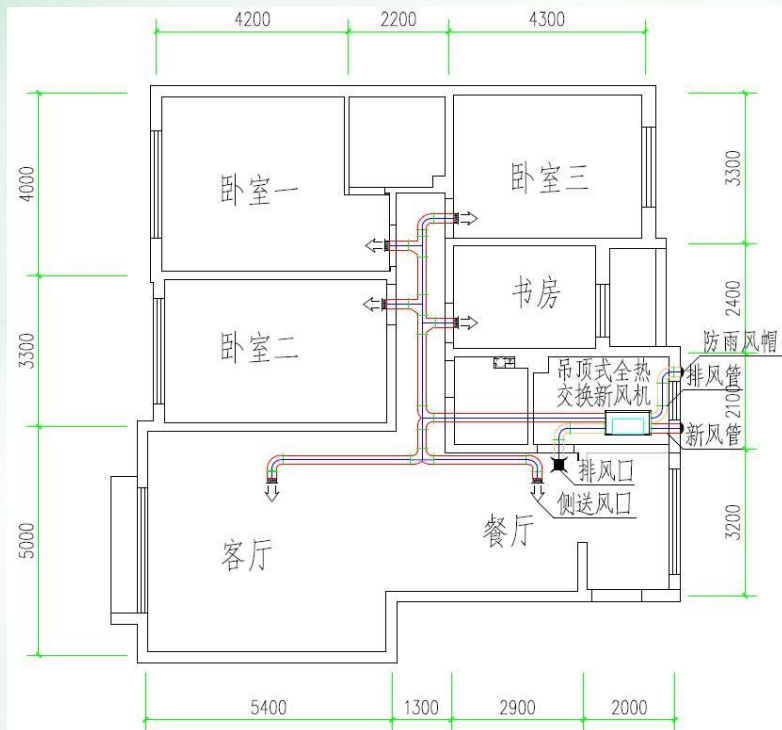 4200
2200
4300
4000
3300
5000
3300
2400
2100
3200
卧室一
卧室三
卧室二
书房
吊顶式全热
交换新风机
防雨风帽
排风管
新风管
排风口
侧送风口
客厅
餐厅
5400
1300
2900
2000